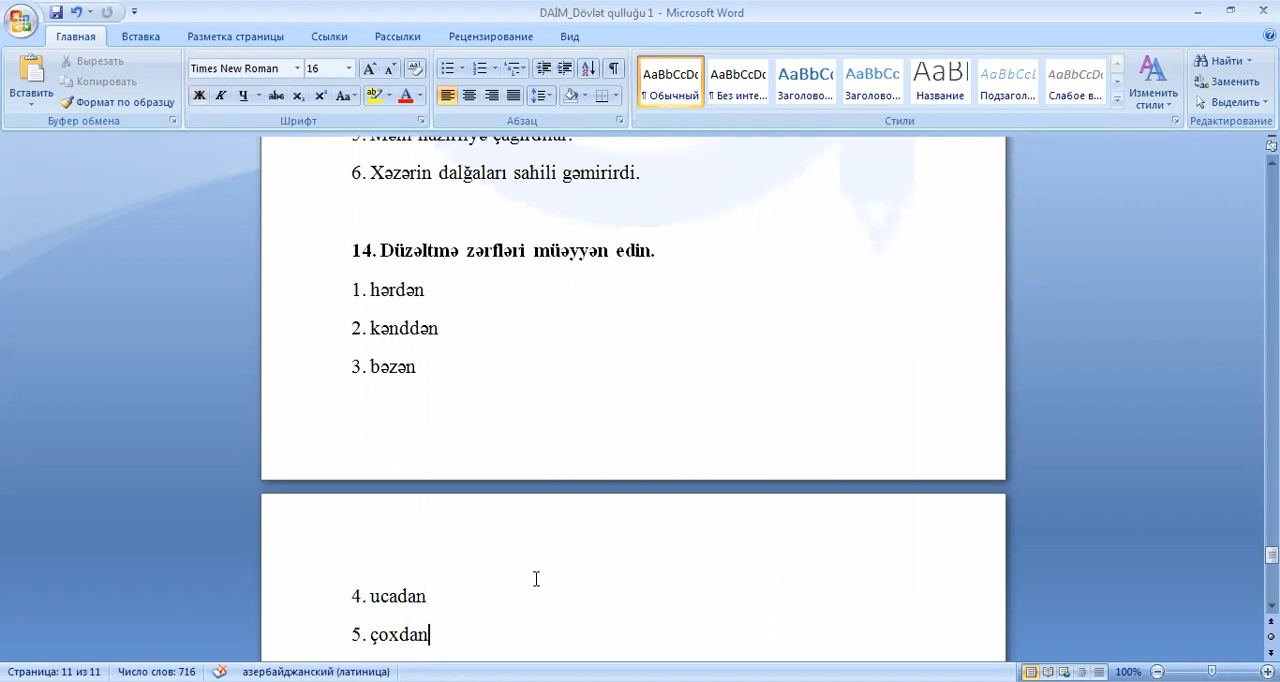 DAİM_Dövlət qulluğu 1 - Microsoft Word
Главная Вставка Разметка страницы Ссылки Рассылки Рецензирование Вид
Вставить Вырезать Копировать Формат по образцу
Буфер обмена
Times New Roman 16
Шрифт
Абзац
AaBbCcDc AaBbCcDc AaBbC AaBbCc AaB AaBbCcL AaBbCcDc
¶ Обычный ¶ Без инте... Заголово... Заголово... Название Подзагол... Слабое в...
Изменить стили
Стили
Найти
Заменить
Выделить
Редактирование
6. Xəzərin dalğaları sahili gəmirirdi.
14. Düzəltmə zərfləri müəyyən edin.
1. hərdən
2. kənddən
3. bəzən
4. ucadan
5. çoxdan
Страница: 11 из 11 Число слов: 716 азербайджанский (латиница) 100%